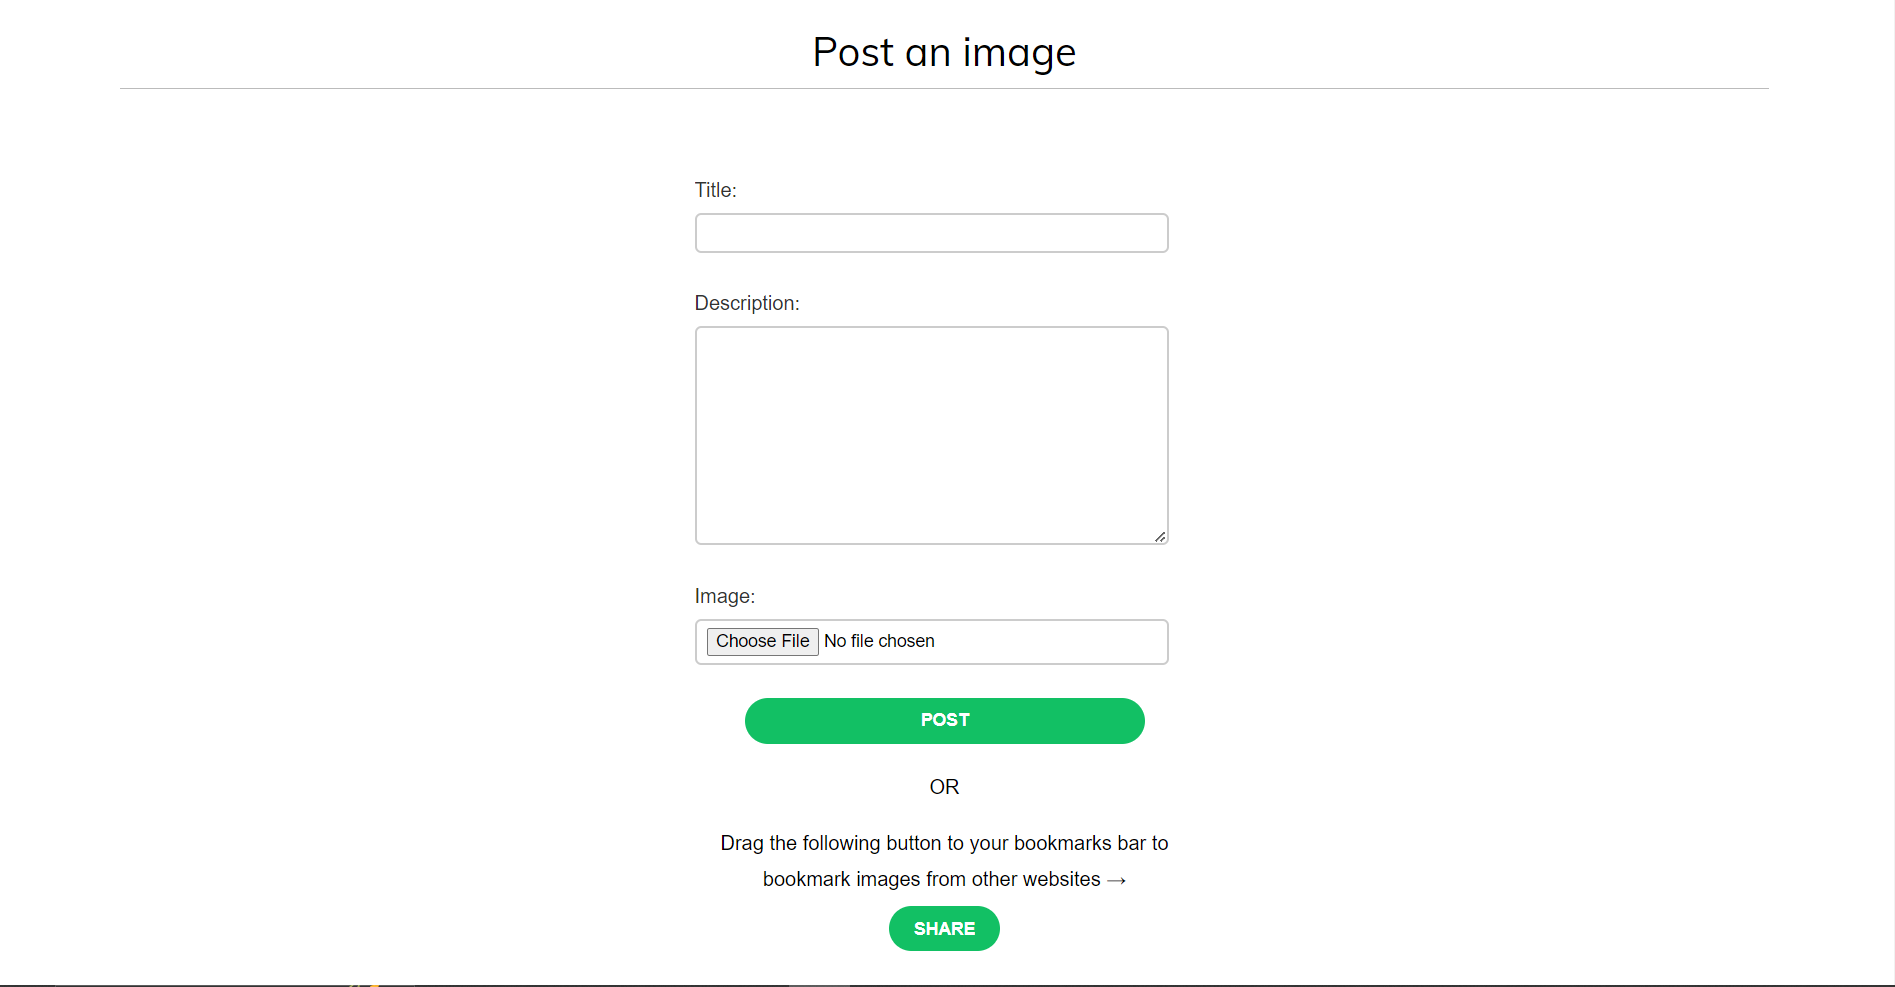 Post an image
Title:
Description:
Image:
Choose File No file chosen
POST
OR
Drag the following button to your bookmarks bar to
bookmark images from other websites →
SHARE